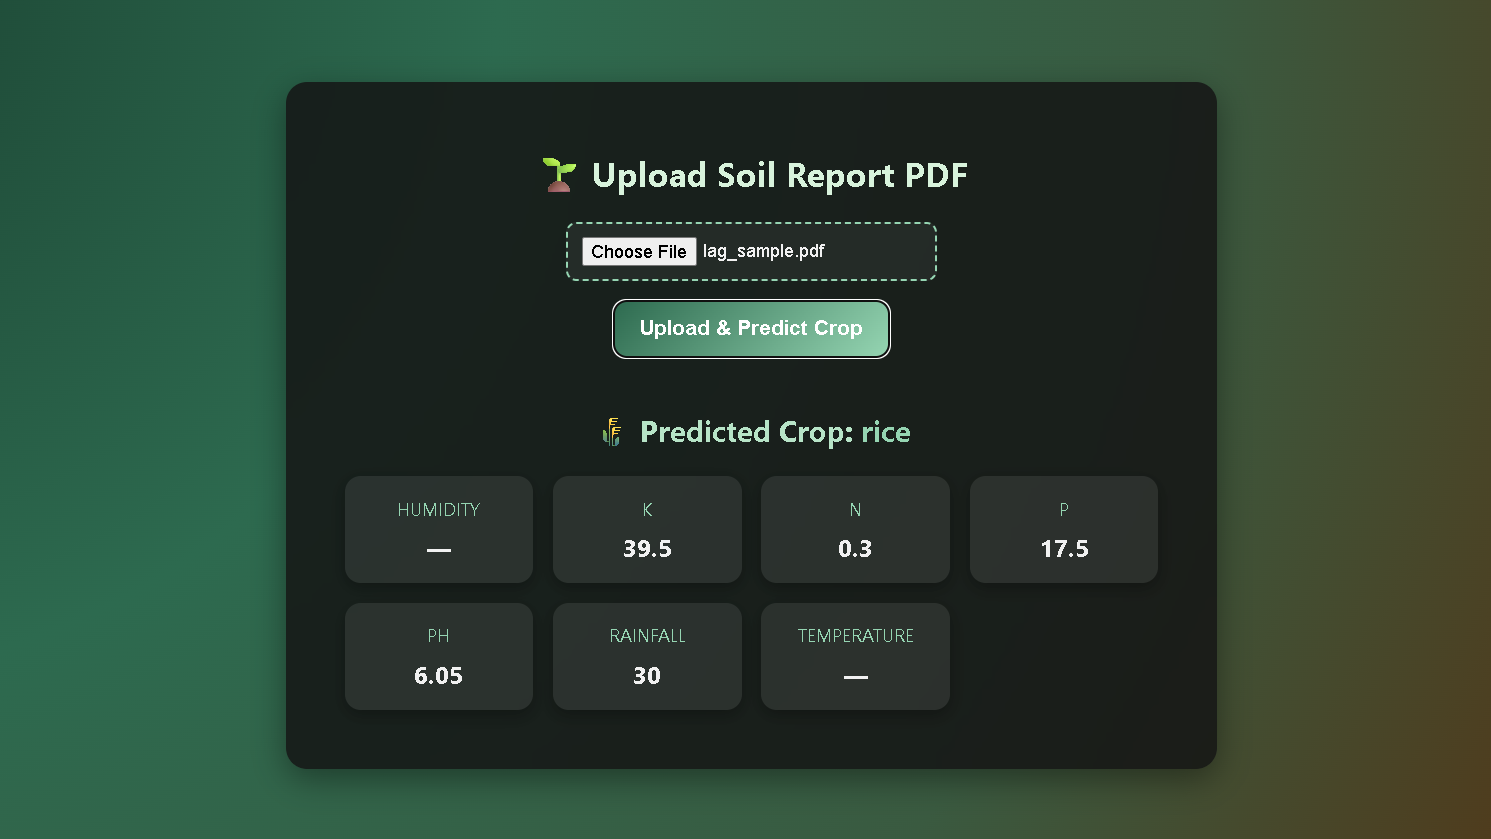 Upload Soil Report PDF
Choose File lag_sample.pdf
Upload & Predict Crop
Predicted Crop: rice
HUMIDITY K N P
— 39.5 0.3 17.5
PH RAINFALL TEMPERATURE
6.05 30 —